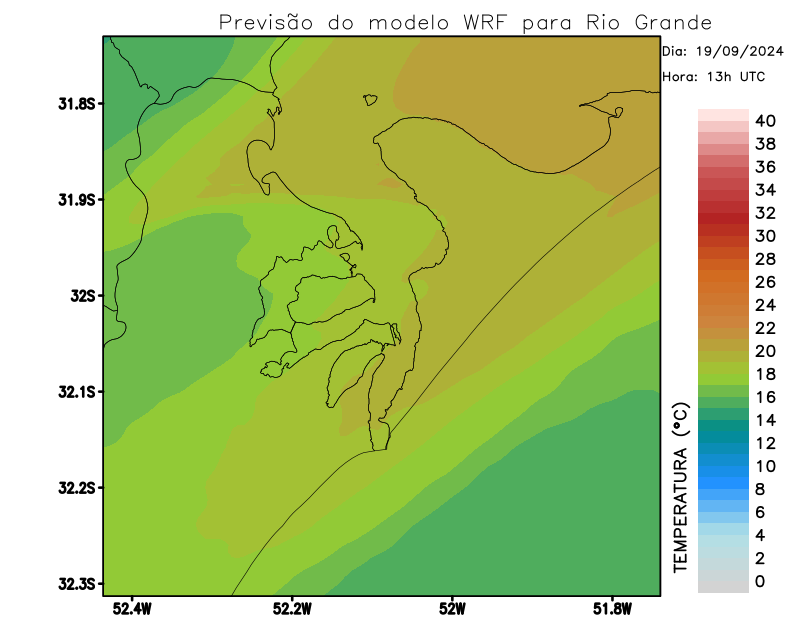 Previsão do modelo WRF para Rio Grande
Dia: 19/09/2024
Hora: 13h UTC
31.8S
31.9S
32S
32.1S
32.2S
32.3S
52.4W
52.2W
52W
51.8W
TEMPERATURA (°C)
40
38
36
34
32
30
28
26
24
22
20
18
16
14
12
10
8
6
4
2
0